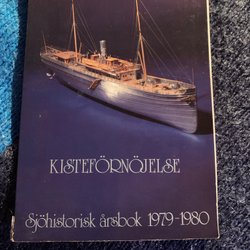 KISTEFÖRNÖJELSE
Sjöhistorisk årsbok 1979-1980